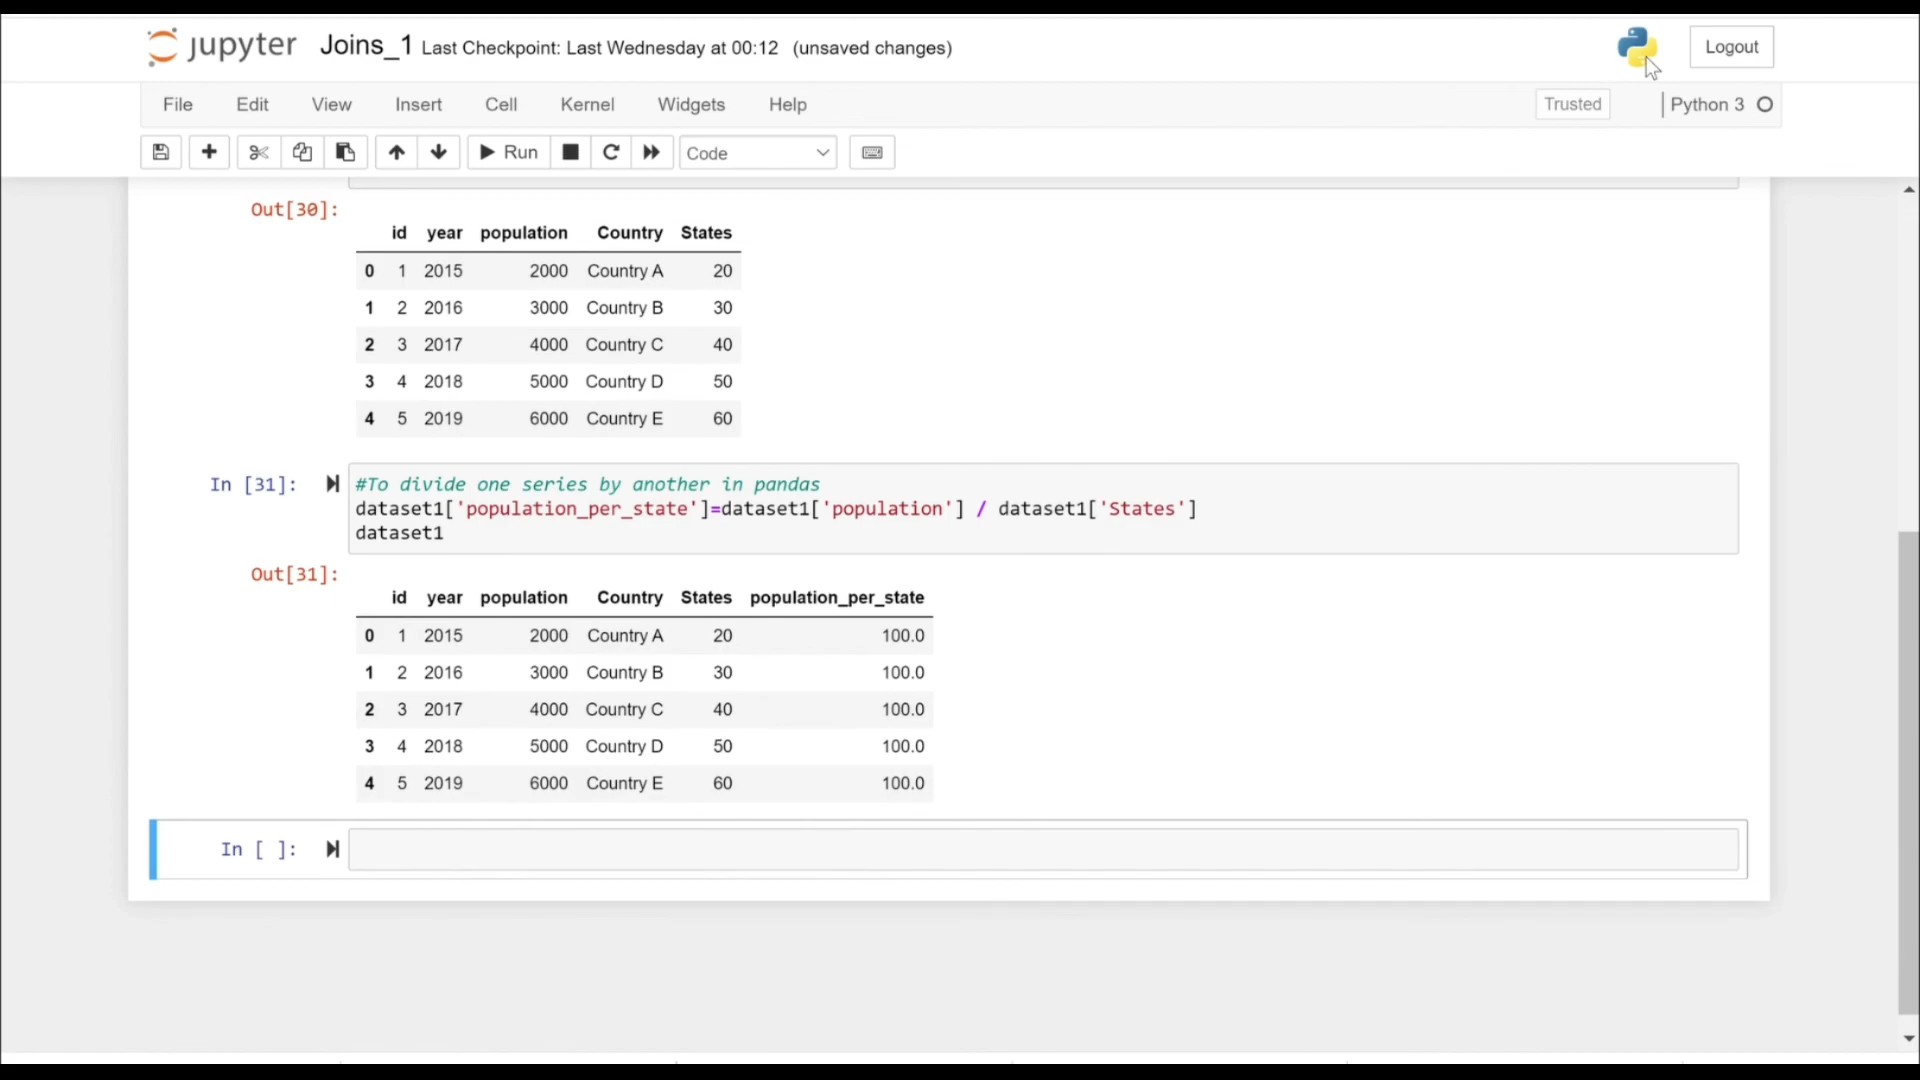 jupyter Joins_1 Last Checkpoint: Last Wednesday at 00:12 (unsaved changes) Logout
File Edit View Insert Cell Kernel Widgets Help Trusted Python 3
Run Code
Out[30]:
id year population Country States
0 1 2015 2000 Country A 20
1 2 2016 3000 Country B 30
2 3 2017 4000 Country C 40
3 4 2018 5000 Country D 50
4 5 2019 6000 Country E 60
In [31]: #To divide one series by another in pandas
dataset1['population_per_state']=dataset1['population'] / dataset1['States']
dataset1
Out[31]:
id year population Country States population_per_state
0 1 2015 2000 Country A 20 100.0
1 2 2016 3000 Country B 30 100.0
2 3 2017 4000 Country C 40 100.0
3 4 2018 5000 Country D 50 100.0
4 5 2019 6000 Country E 60 100.0
In [ ]: